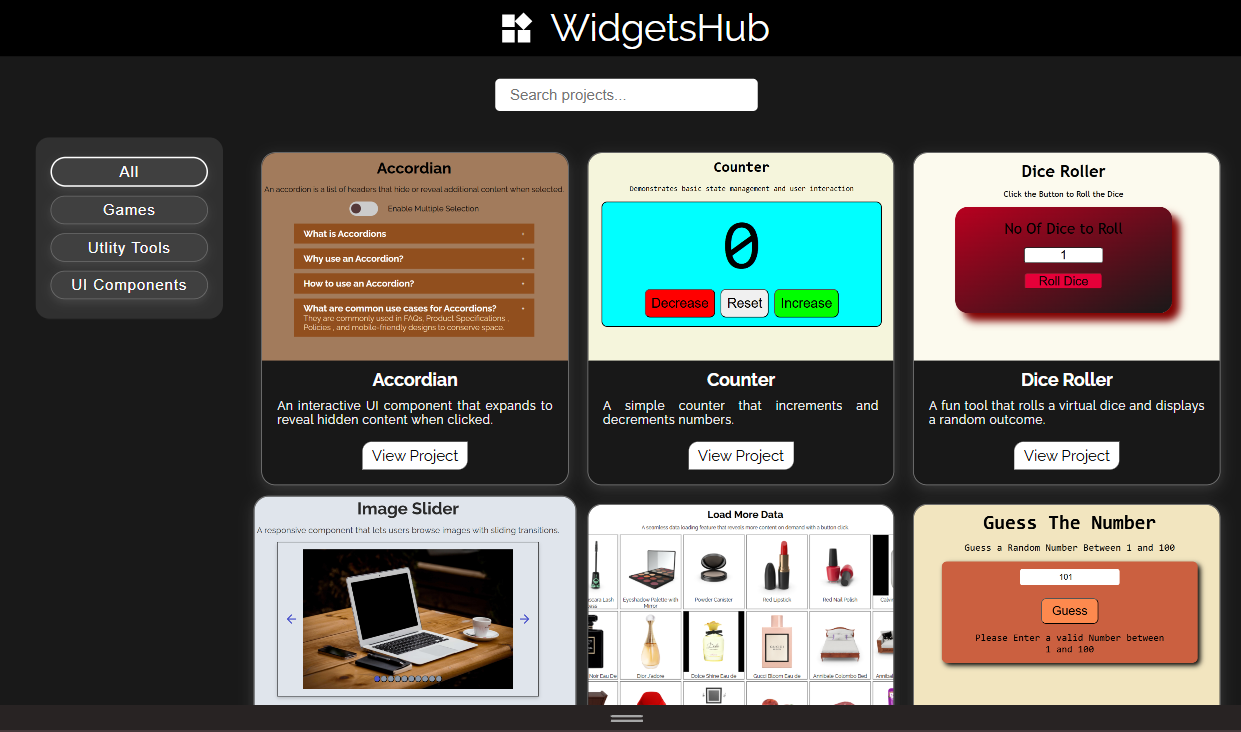 WidgetsHub
Search projects...
All
Games
Utlity Tools
UI Components
Accordian
An accordion is a list of headers that hide or reveal additional content when selected.
Enable Multiple Selection
What is Accordions
Why use an Accordion?
How to use an Accordion?
What are common use cases for Accordions?
They are commonly used in FAQs, Product Specifications ,
Policies , and mobile-friendly designs to conserve space.
Accordian
An interactive UI component that expands to
reveal hidden content when clicked.
View Project
Counter
Demonstrates basic state management and user interaction
0
Decrease
Reset
Increase
Counter
A simple counter that increments and
decrements numbers.
View Project
Dice Roller
Click the Button to Roll the Dice
No Of Dice to Roll
1
Roll Dice
Dice Roller
A fun tool that rolls a virtual dice and displays
a random outcome.
View Project
Image Slider
A responsive component that lets users browse images with sliding transitions.
Load More Data
A seamless data loading feature that reveals more content on demand with a button click.
Eyeshadow Palette with
Mirror
Powder Canister
Red Lipstick
Red Nail Polish
Dior J'adore
Dolce Shine Eau de
Gucci Bloom Eau de
Annibale Colombo Bed
Guess The Number
Guess a Random Number Between 1 and 100
101
Guess
Please Enter a valid Number between
1 and 100